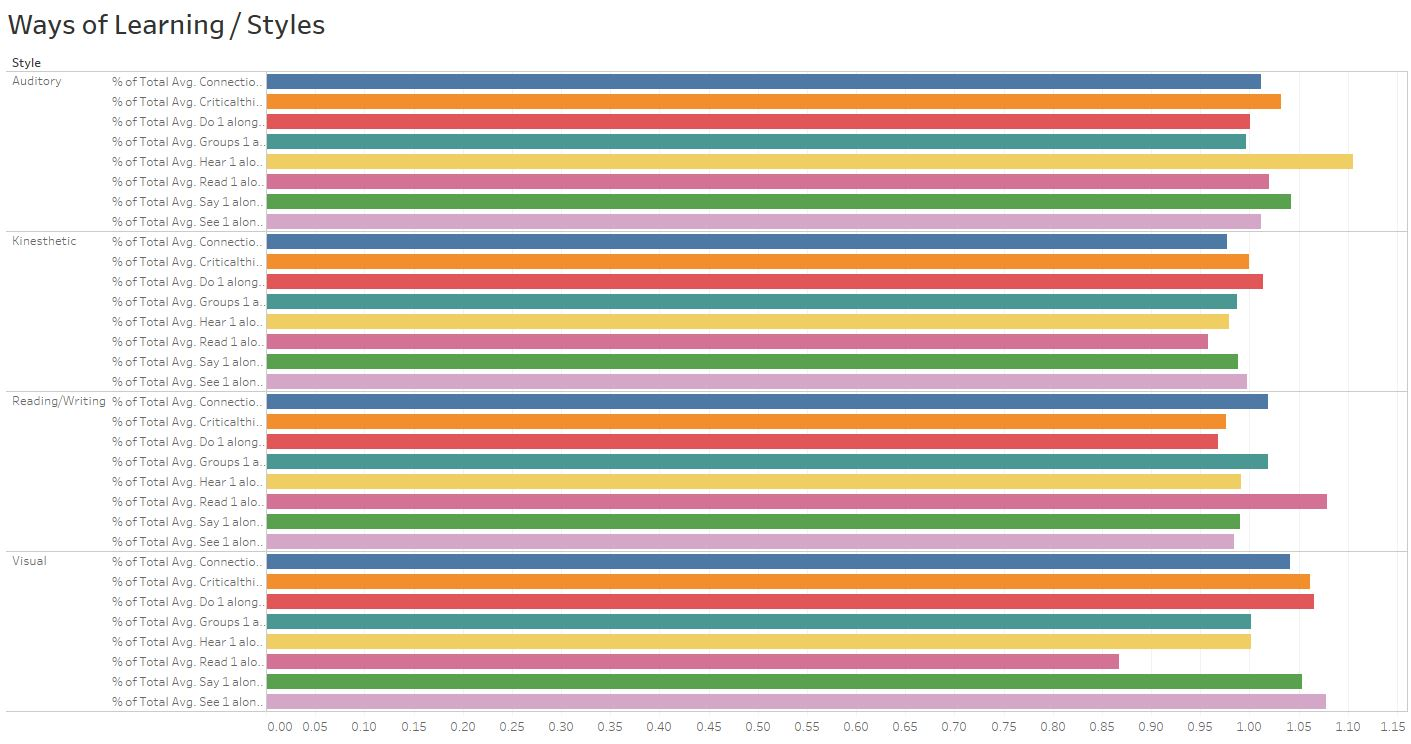 Ways of Learning / Styles
Style
Auditory % of Total Avg. Connectio..
% of Total Avg. Criticalthi..
% of Total Avg. Do 1 along..
% of Total Avg. Groups 1 a..
% of Total Avg. Hear 1 alo..
% of Total Avg. Read 1 alo..
% of Total Avg. Say 1 alon..
% of Total Avg. See 1 alon..
Kinesthetic % of Total Avg. Connectio..
% of Total Avg. Criticalthi..
% of Total Avg. Do 1 along..
% of Total Avg. Groups 1 a..
% of Total Avg. Hear 1 alo..
% of Total Avg. Read 1 alo..
% of Total Avg. Say 1 alon..
% of Total Avg. See 1 alon..
Reading/Writing % of Total Avg. Connectio..
% of Total Avg. Criticalthi..
% of Total Avg. Do 1 along..
% of Total Avg. Groups 1 a..
% of Total Avg. Hear 1 alo..
% of Total Avg. Read 1 alo..
% of Total Avg. Say 1 alon..
% of Total Avg. See 1 alon..
Visual % of Total Avg. Connectio..
% of Total Avg. Criticalthi..
% of Total Avg. Do 1 along..
% of Total Avg. Groups 1 a..
% of Total Avg. Hear 1 alo..
% of Total Avg. Read 1 alo..
% of Total Avg. Say 1 alon..
% of Total Avg. See 1 alon..
0.00 0.05 0.10 0.15 0.20 0.25 0.30 0.35 0.40 0.45 0.50 0.55 0.60 0.65 0.70 0.75 0.80 0.85 0.90 0.95 1.00 1.05 1.10 1.15